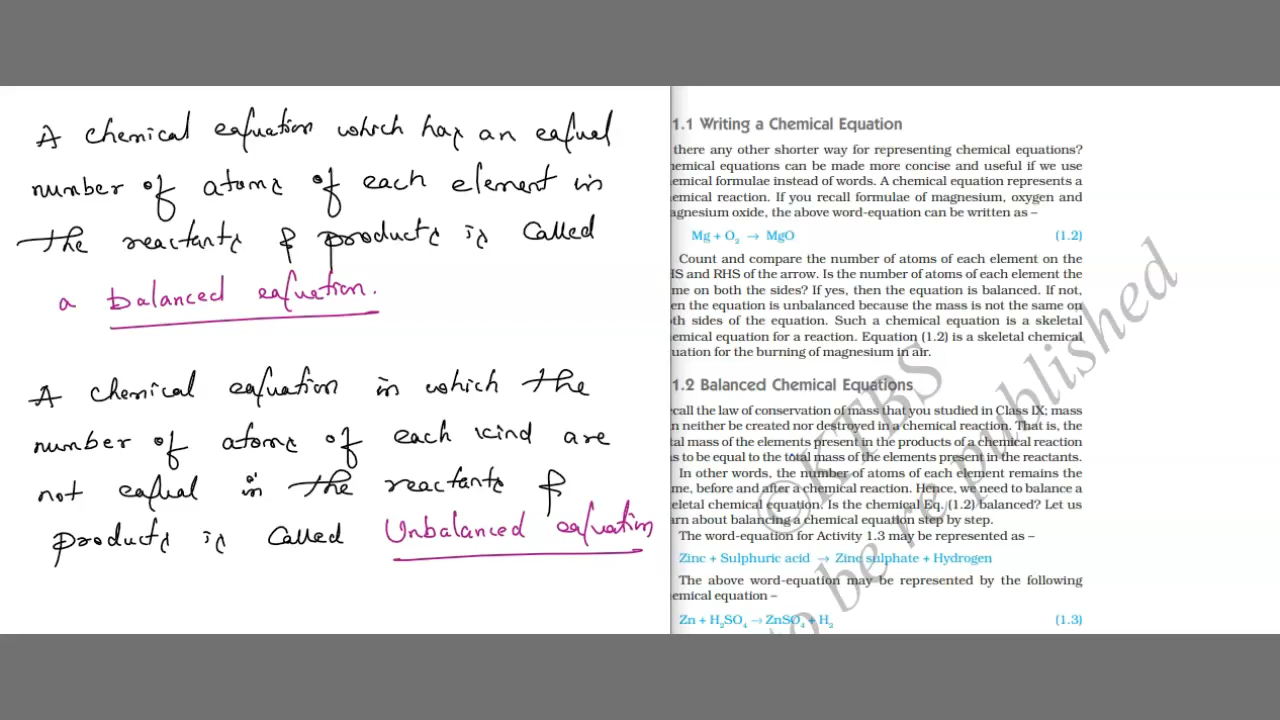 A chemical equation which has an equal
number of atoms of each element in
the reactants & products is called
a balanced equation.
A chemical equation in which the
number of atoms of each kind are
not equal in the reactants &
products is called Unbalanced equation
1.1 Writing a Chemical Equation
there any other shorter way for representing chemical equations?
hemical equations can be made more concise and useful if we use
emical formulae instead of words. A chemical equation represents a
emical reaction. If you recall formulae of magnesium, oxygen and
agnesium oxide, the above word-equation can be written as –
Mg + O₂ → MgO (1.2)
Count and compare the number of atoms of each element on the
HS and RHS of the arrow. Is the number of atoms of each element the
me on both the sides? If yes, then the equation is balanced. If not,
en the equation is unbalanced because the mass is not the same on
th sides of the equation. Such a chemical equation is a skeletal
emical equation for a reaction. Equation (1.2) is a skeletal chemical
uation for the burning of magnesium in air.
1.2 Balanced Chemical Equations
call the law of conservation of mass that you studied in Class IX; mass
n neither be created nor destroyed in a chemical reaction. That is, the
tal mass of the elements present in the products of a chemical reaction
s to be equal to the total mass of the elements present in the reactants.
In other words, the number of atoms of each element remains the
me, before and after a chemical reaction. Hence, we need to balance a
eletal chemical equation. Is the chemical Eq. (1.2) balanced? Let us
arn about balancing a chemical equation step by step.
The word-equation for Activity 1.3 may be represented as –
Zinc + Sulphuric acid → Zinc sulphate + Hydrogen
The above word-equation may be represented by the following
emical equation –
Zn + H₂SO₄ → ZnSO₄ + H₂ (1.3)
©KTBS
to be republished